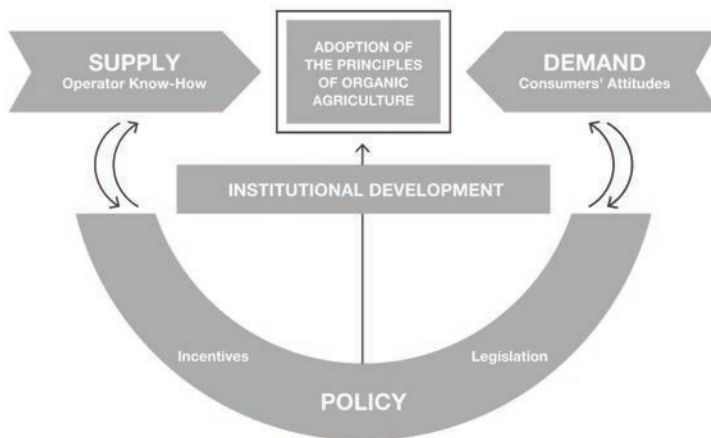 SUPPLY
Operator Know-How
ADOPTION OF
THE PRINCIPLES
OF ORGANIC
AGRICULTURE
DEMAND
Consumers' Attitudes
INSTITUTIONAL DEVELOPMENT
Incentives
Legislation
POLICY